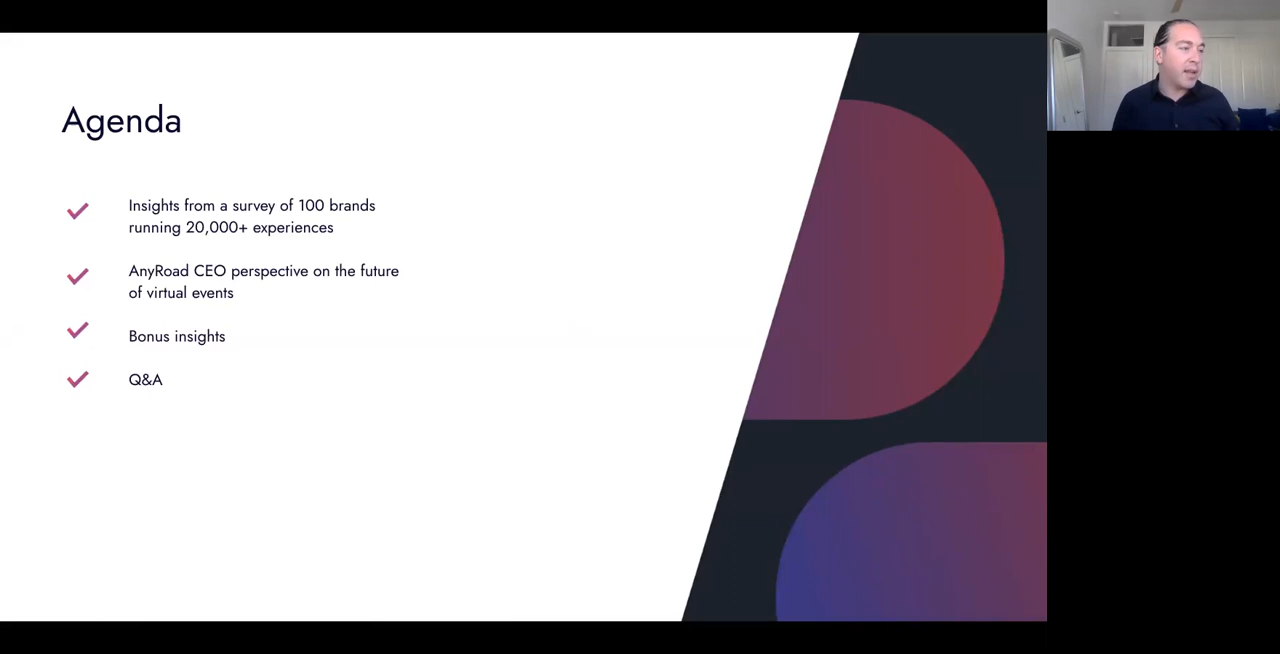 Agenda
Insights from a survey of 100 brands
running 20,000+ experiences
AnyRoad CEO perspective on the future
of virtual events
Bonus insights
Q&A